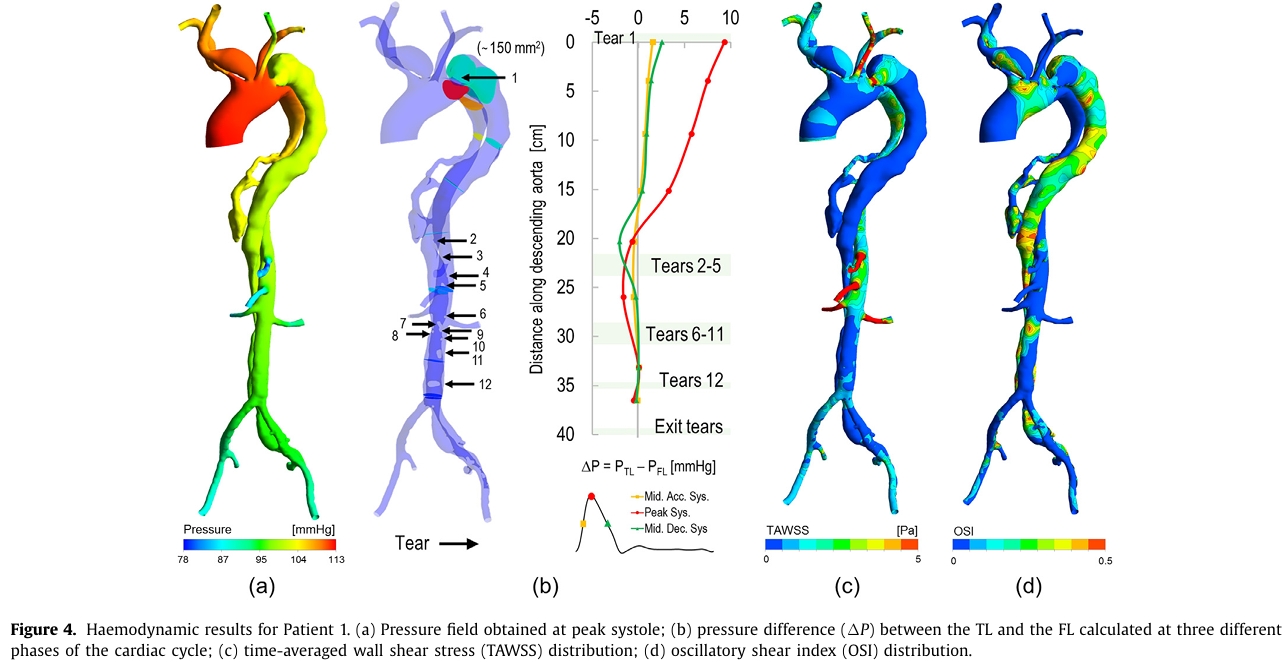 -5 0 5 10
Tear 1
(~150 mm²)
1
0
5
10
15
20
25
30
35
40
Distance along descending aorta [cm]
2
3
4
5
6
7
8
9
10
11
12
Tears 2-5
Tears 6-11
Tears 12
Exit tears
ΔP = P_TL – P_FL [mmHg]
Mid. Acc. Sys.
Peak Sys.
Mid. Dec. Sys
Pressure [mmHg]
78 87 95 104 113
Tear
TAWSS [Pa]
0 5
OSI
0 0.5
(a) (b) (c) (d)
Figure 4. Haemodynamic results for Patient 1. (a) Pressure field obtained at peak systole; (b) pressure difference (ΔP) between the TL and the FL calculated at three different
phases of the cardiac cycle; (c) time-averaged wall shear stress (TAWSS) distribution; (d) oscillatory shear index (OSI) distribution.